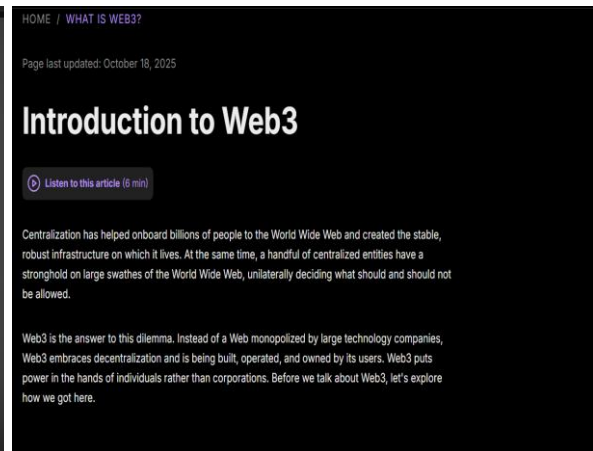 HOME / WHAT IS WEB3?
Page last updated: October 18, 2025
Introduction to Web3
Listen to this article (6 min)
Centralization has helped onboard billions of people to the World Wide Web and created the stable,
robust infrastructure on which it lives. At the same time, a handful of centralized entities have a
stronghold on large swathes of the World Wide Web, unilaterally deciding what should and should not
be allowed.
Web3 is the answer to this dilemma. Instead of a Web monopolized by large technology companies,
Web3 embraces decentralization and is being built, operated, and owned by its users. Web3 puts
power in the hands of individuals rather than corporations. Before we talk about Web3, let's explore
how we got here.